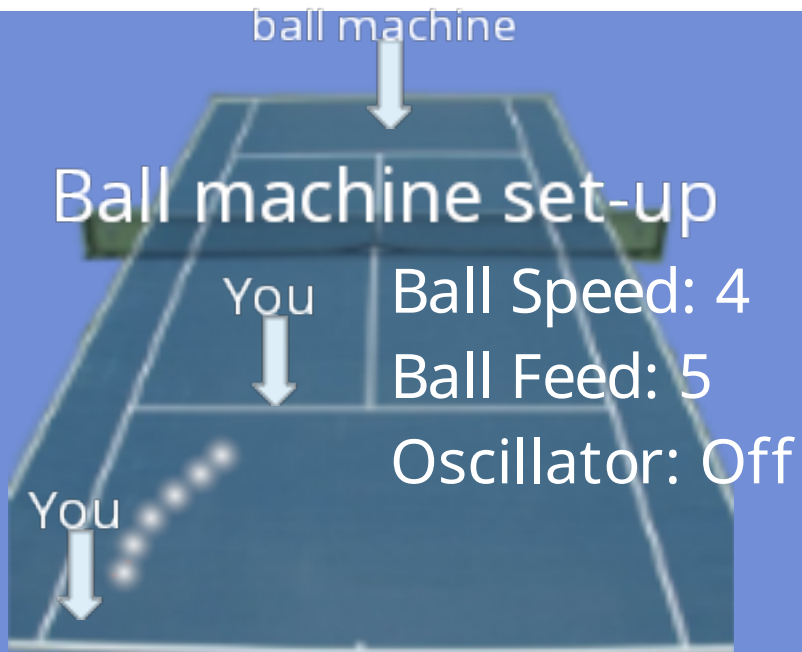 ball machine
Ball machine set-up
You
Ball Speed: 4
Ball Feed: 5
Oscillator: Off
You